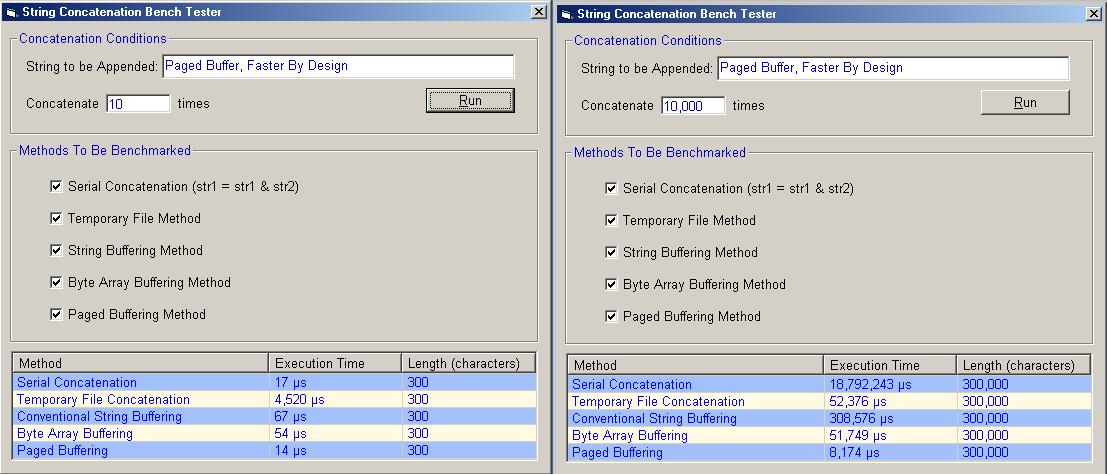 String Concatenation Bench Tester
Concatenation Conditions
String to be Appended: Paged Buffer, Faster By Design
Concatenate 10 times
Run
Methods To Be Benchmarked
Serial Concatenation (str1 = str1 & str2)
Temporary File Method
String Buffering Method
Byte Array Buffering Method
Paged Buffering Method
Method Execution Time Length (characters)
Serial Concatenation 17 µs 300
Temporary File Concatenation 4,520 µs 300
Conventional String Buffering 67 µs 300
Byte Array Buffering 54 µs 300
Paged Buffering 14 µs 300
String Concatenation Bench Tester
Concatenation Conditions
String to be Appended: Paged Buffer, Faster By Design
Concatenate 10,000 times
Run
Methods To Be Benchmarked
Serial Concatenation (str1 = str1 & str2)
Temporary File Method
String Buffering Method
Byte Array Buffering Method
Paged Buffering Method
Method Execution Time Length (characters)
Serial Concatenation 18,792,243 µs 300,000
Temporary File Concatenation 52,376 µs 300,000
Conventional String Buffering 308,576 µs 300,000
Byte Array Buffering 51,749 µs 300,000
Paged Buffering 8,174 µs 300,000